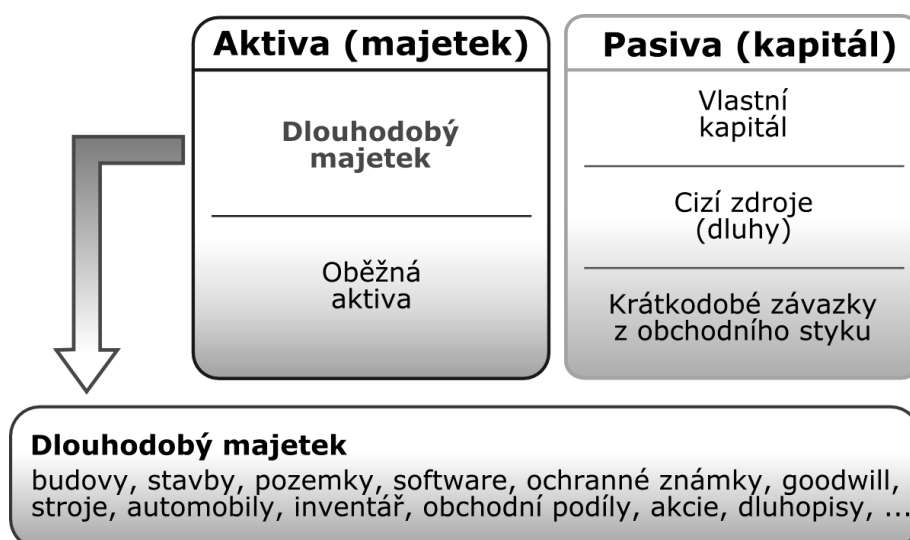 Aktiva (majetek)
Dlouhodobý
majetek
Oběžná
aktiva
Pasiva (kapitál)
Vlastní
kapitál
Cizí zdroje
(dluhy)
Krátkodobé závazky
z obchodního styku
Dlouhodobý majetek
budovy, stavby, pozemky, software, ochranné známky, goodwill,
stroje, automobily, inventář, obchodní podíly, akcie, dluhopisy, ...